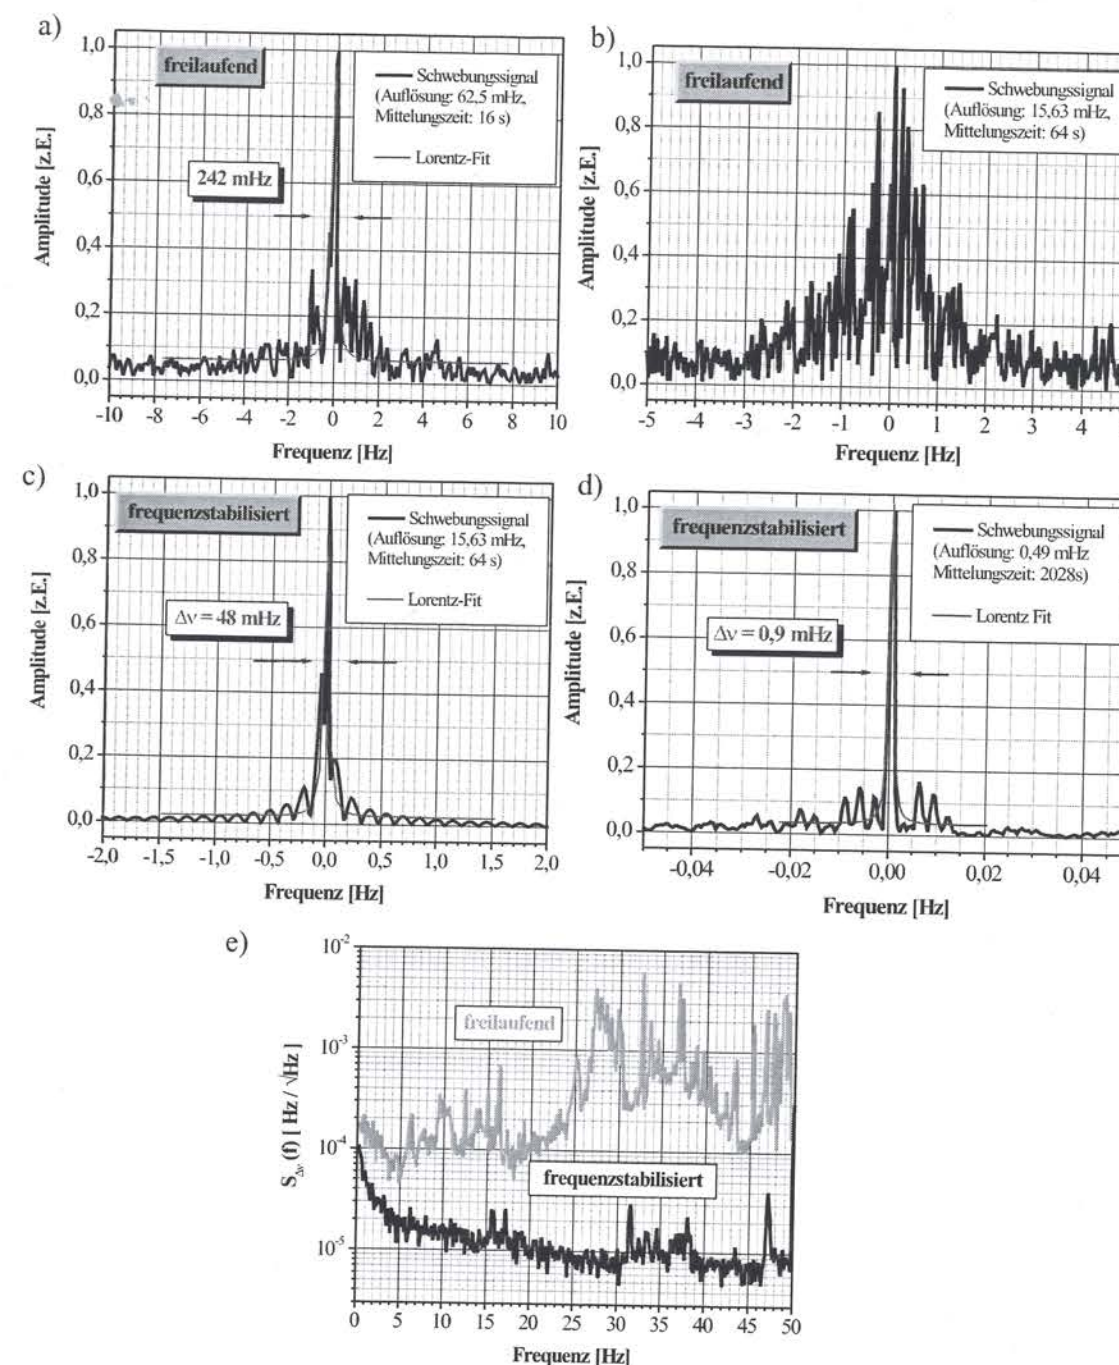 a)
freilaufend
Schwebungssignal
(Auflösung: 62,5 mHz,
Mittelungszeit: 16 s)
Lorentz-Fit
242 mHz
1,0
0,8
0,6
0,4
0,2
0,0
Amplitude [z.E.]
-10 -8 -6 -4 -2 0 2 4 6 8 10
Frequenz [Hz]
b)
freilaufend
Schwebungssignal
(Auflösung: 15,63 mHz,
Mittelungszeit: 64 s)
1,0
0,8
0,6
0,4
0,2
0,0
Amplitude [z.E.]
-5 -4 -3 -2 -1 0 1 2 3 4
Frequenz [Hz]
c)
frequenzstabilisiert
Schwebungssignal
(Auflösung: 15,63 mHz,
Mittelungszeit: 64 s)
Lorentz-Fit
Δν = 48 mHz
1,0
0,8
0,6
0,4
0,2
0,0
Amplitude [z.E.]
-2,0 -1,5 -1,0 -0,5 0,0 0,5 1,0 1,5 2,0
Frequenz [Hz]
d)
frequenzstabilisiert
Schwebungssignal
(Auflösung: 0,49 mHz
Mittelungszeit: 2028s)
Lorentz Fit
Δν = 0,9 mHz
1,0
0,8
0,6
0,4
0,2
0,0
Amplitude [z.E.]
-0,04 -0,02 0,00 0,02 0,04
Frequenz [Hz]
e)
freilaufend
frequenzstabilisiert
10-2
10-3
10-4
10-5
SΔν (f) [ Hz / √Hz ]
0 5 10 15 20 25 30 35 40 45 50
Frequenz [Hz]